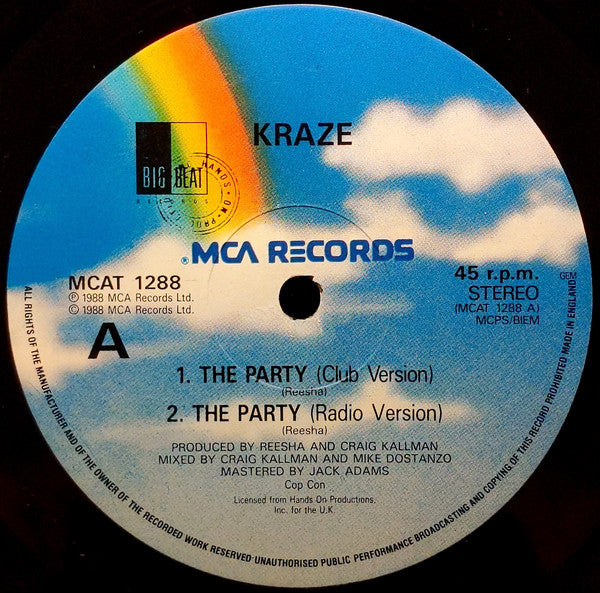 KRAZE
BIG BEAT
RECORDS
HANDS · ON · PRODUCTIONS
®MCA RECORDS
MCAT 1288
℗ 1988 MCA Records Ltd.
© 1988 MCA Records Ltd.
A
45 r.p.m.
STEREO
(MCAT 1288 A)
MCPS/BIEM
GEM
1. THE PARTY (Club Version)
(Reesha)
2. THE PARTY (Radio Version)
(Reesha)
PRODUCED BY REESHA AND CRAIG KALLMAN
MIXED BY CRAIG KALLMAN AND MIKE DOSTANZO
MASTERED BY JACK ADAMS
Cop Con
Licensed from Hands On Productions,
Inc. for the U.K
ALL RIGHTS OF THE MANUFACTURER AND OF THE OWNER OF THE RECORDED WORK RESERVED UNAUTHORISED PUBLIC PERFORMANCE BROADCASTING AND COPYING OF THIS RECORD PROHIBITED MADE IN ENGLAND